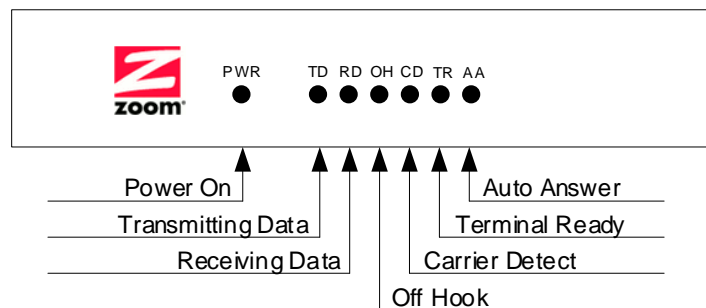 PWR TD RD OH CD TR AA
zoom
Power On Auto Answer
Transmitting Data Terminal Ready
Receiving Data Carrier Detect
Off Hook